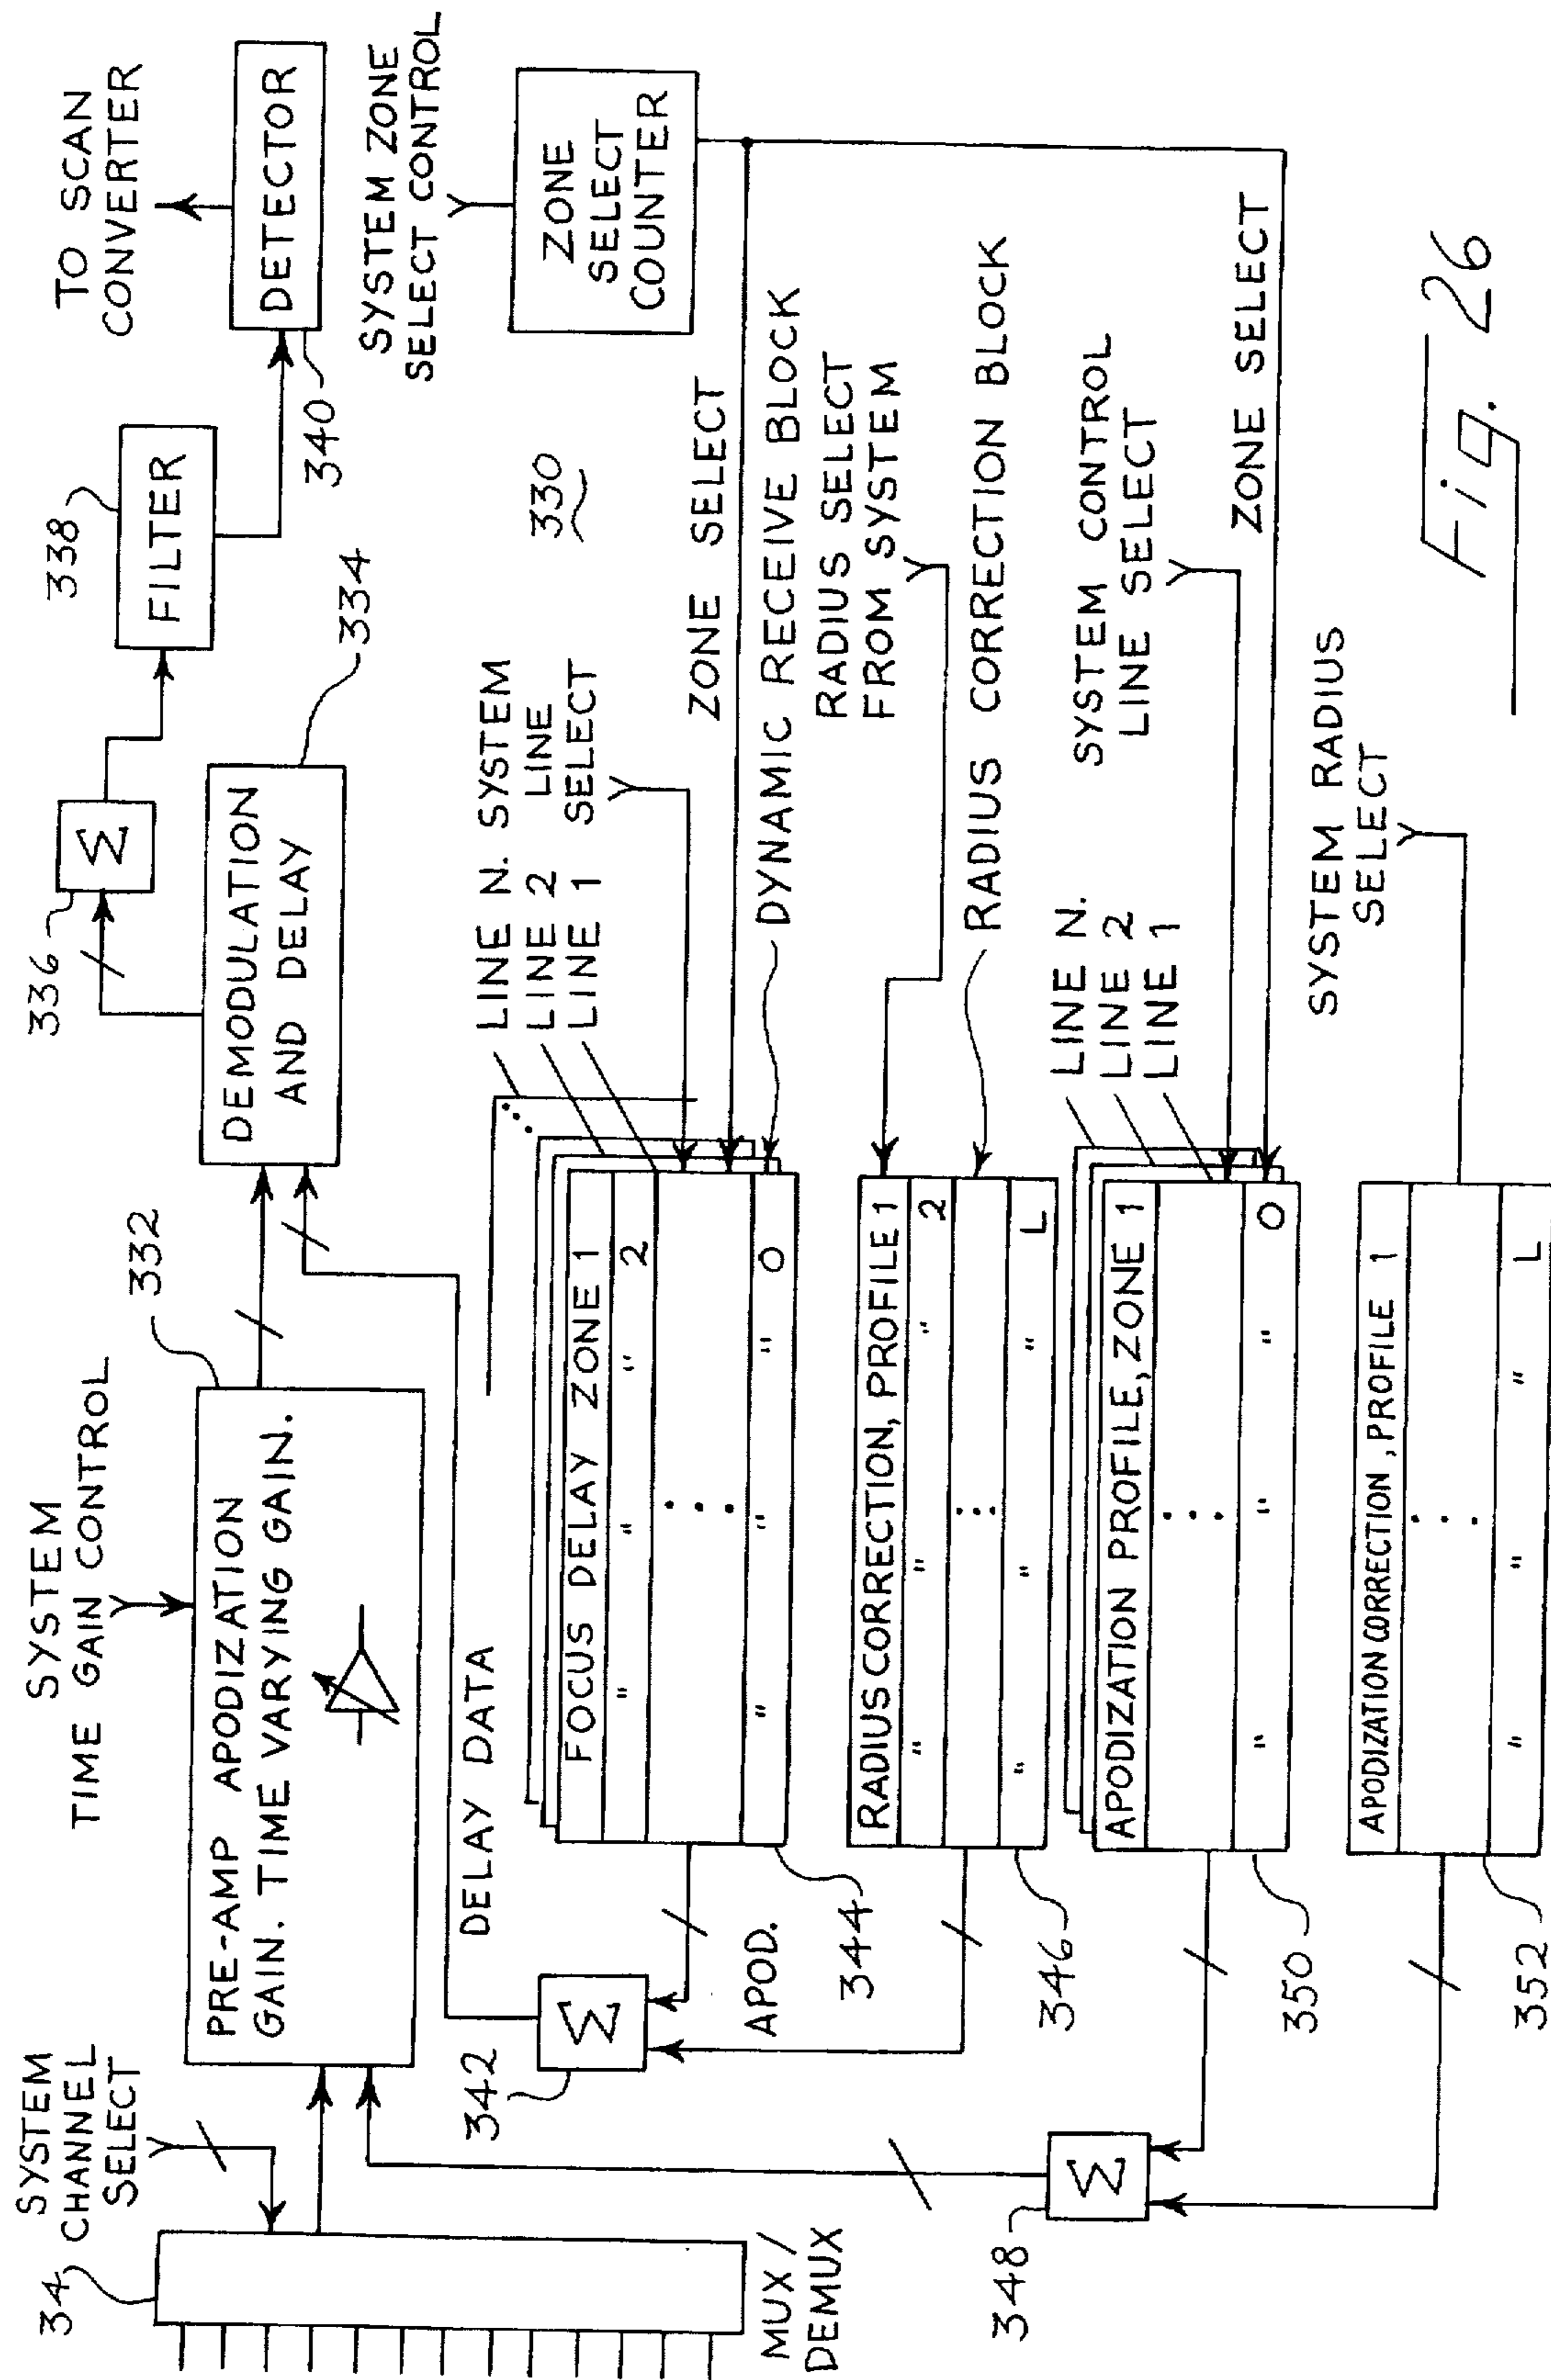 SYSTEM
CHANNEL
SELECT
34
MUX /
DEMUX
SYSTEM
TIME GAIN CONTROL
332
PRE-AMP APODIZATION
GAIN. TIME VARYING GAIN.
336
Σ
DEMODULATION
AND DELAY
334
338
FILTER
TO SCAN
CONVERTER
DETECTOR
340
SYSTEM ZONE
SELECT CONTROL
ZONE
SELECT
COUNTER
330
DELAY DATA
342
Σ
APOD.
LINE N.
LINE 2
LINE 1
SYSTEM
LINE
SELECT
ZONE SELECT
FOCUS DELAY ZONE 1
" " " 2
...
" " " O
344
DYNAMIC RECEIVE BLOCK
RADIUS SELECT
FROM SYSTEM
RADIUS CORRECTION, PROFILE 1
" " " 2
...
" " " L
346
RADIUS CORRECTION BLOCK
348
Σ
LINE N.
LINE 2
LINE 1
SYSTEM CONTROL
LINE SELECT
ZONE SELECT
APODIZATION PROFILE, ZONE 1
...
" " " O
350
SYSTEM RADIUS
SELECT
APODIZATION CORRECTION, PROFILE 1
...
" " " L
352
Fig. 26